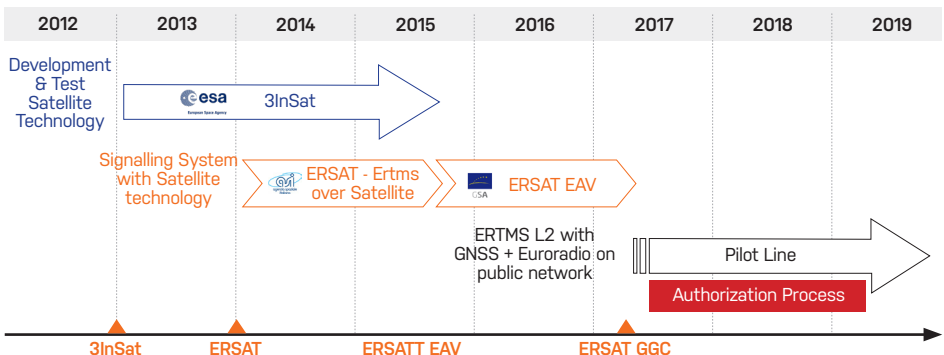 2012 2013 2014 2015 2016 2017 2018 2019
Development
& Test
Satellite
Technology
esa
European Space Agency
3InSat
Signalling System
with Satellite
technology
asi
ERSAT - Ertms
over Satellite
GSA
ERSAT EAV
ERTMS L2 with
GNSS + Euroradio on
public network
Pilot Line
Authorization Process
3InSat ERSAT ERSATT EAV ERSAT GGC